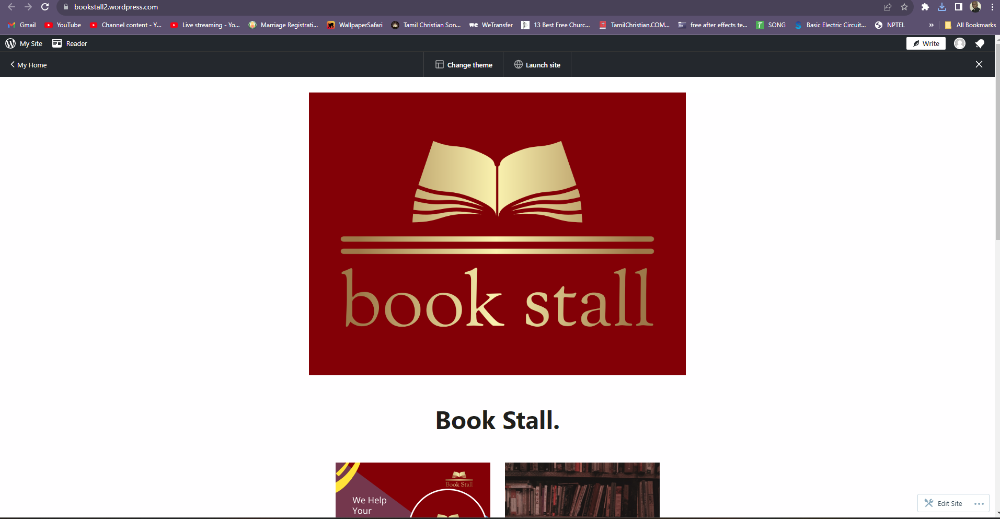 bookstall2.wordpress.com
Gmail YouTube Channel content - Y... Live streaming - Yo... Marriage Registrati... WallpaperSafari Tamil Christian Son... WeTransfer 13 Best Free Churc... TamilChristian.COM... free after effects te... SONG Basic Electric Circuit... NPTEL » All Bookmarks
My Site Reader Write
My Home Change theme Launch site
book stall
Book Stall.
Book Stall
We Help
Your
Edit Site